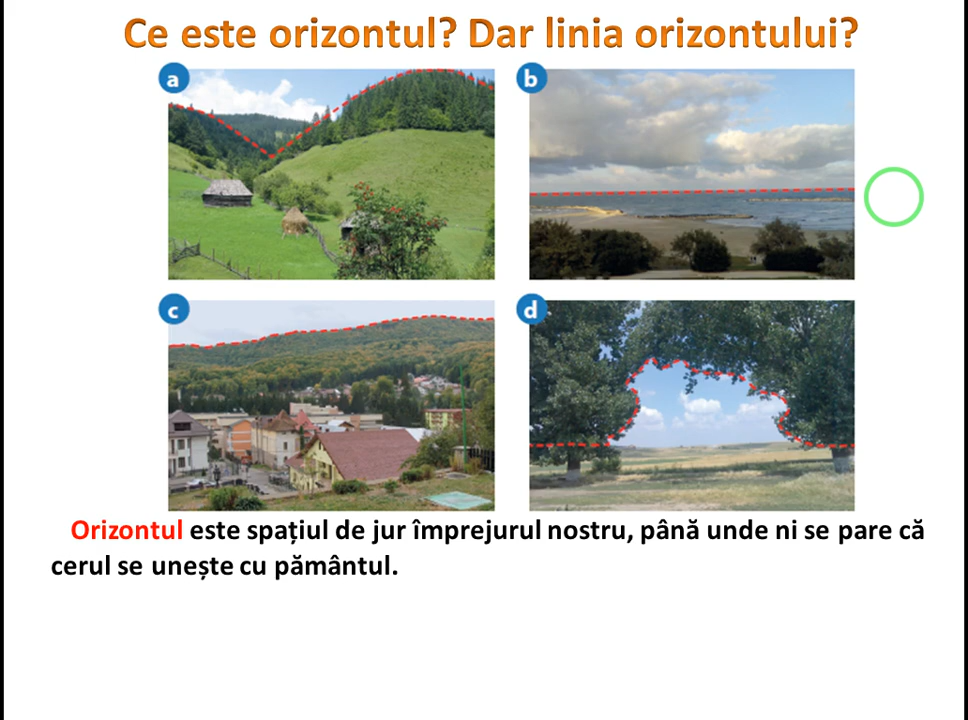 Ce este orizontul? Dar linia orizontului?
a
b
c
d
Orizontul este spațiul de jur împrejurul nostru, până unde ni se pare că
cerul se unește cu pământul.